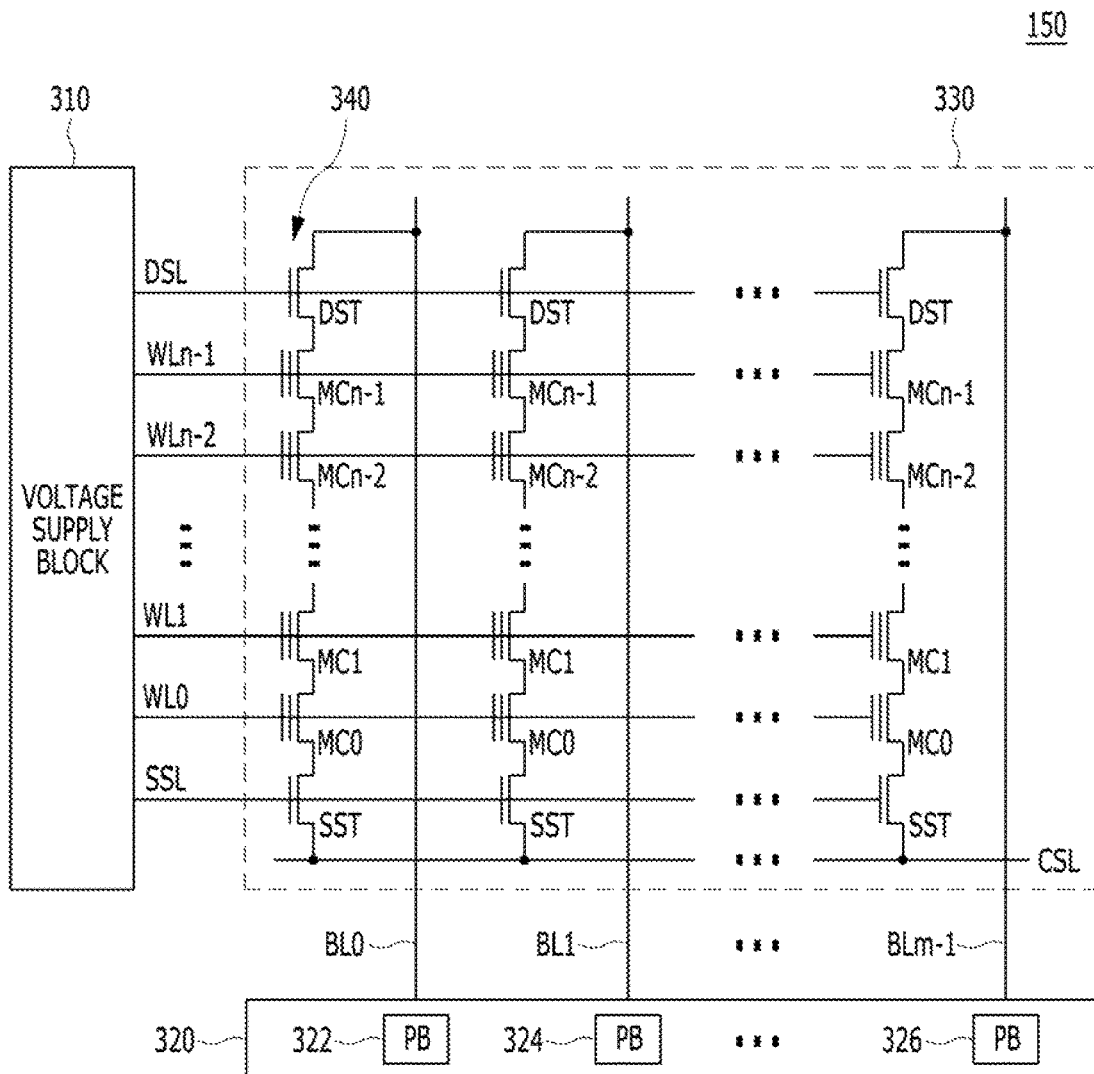 150
310
340
330
DSL
DST DST DST
WLn-1
MCn-1 MCn-1 MCn-1
WLn-2
MCn-2 MCn-2 MCn-2
VOLTAGE
SUPPLY
BLOCK
WL1
MC1 MC1 MC1
WL0
MC0 MC0 MC0
SSL
SST SST SST
CSL
BL0 BL1 BLm-1
320 322 PB 324 PB 326 PB